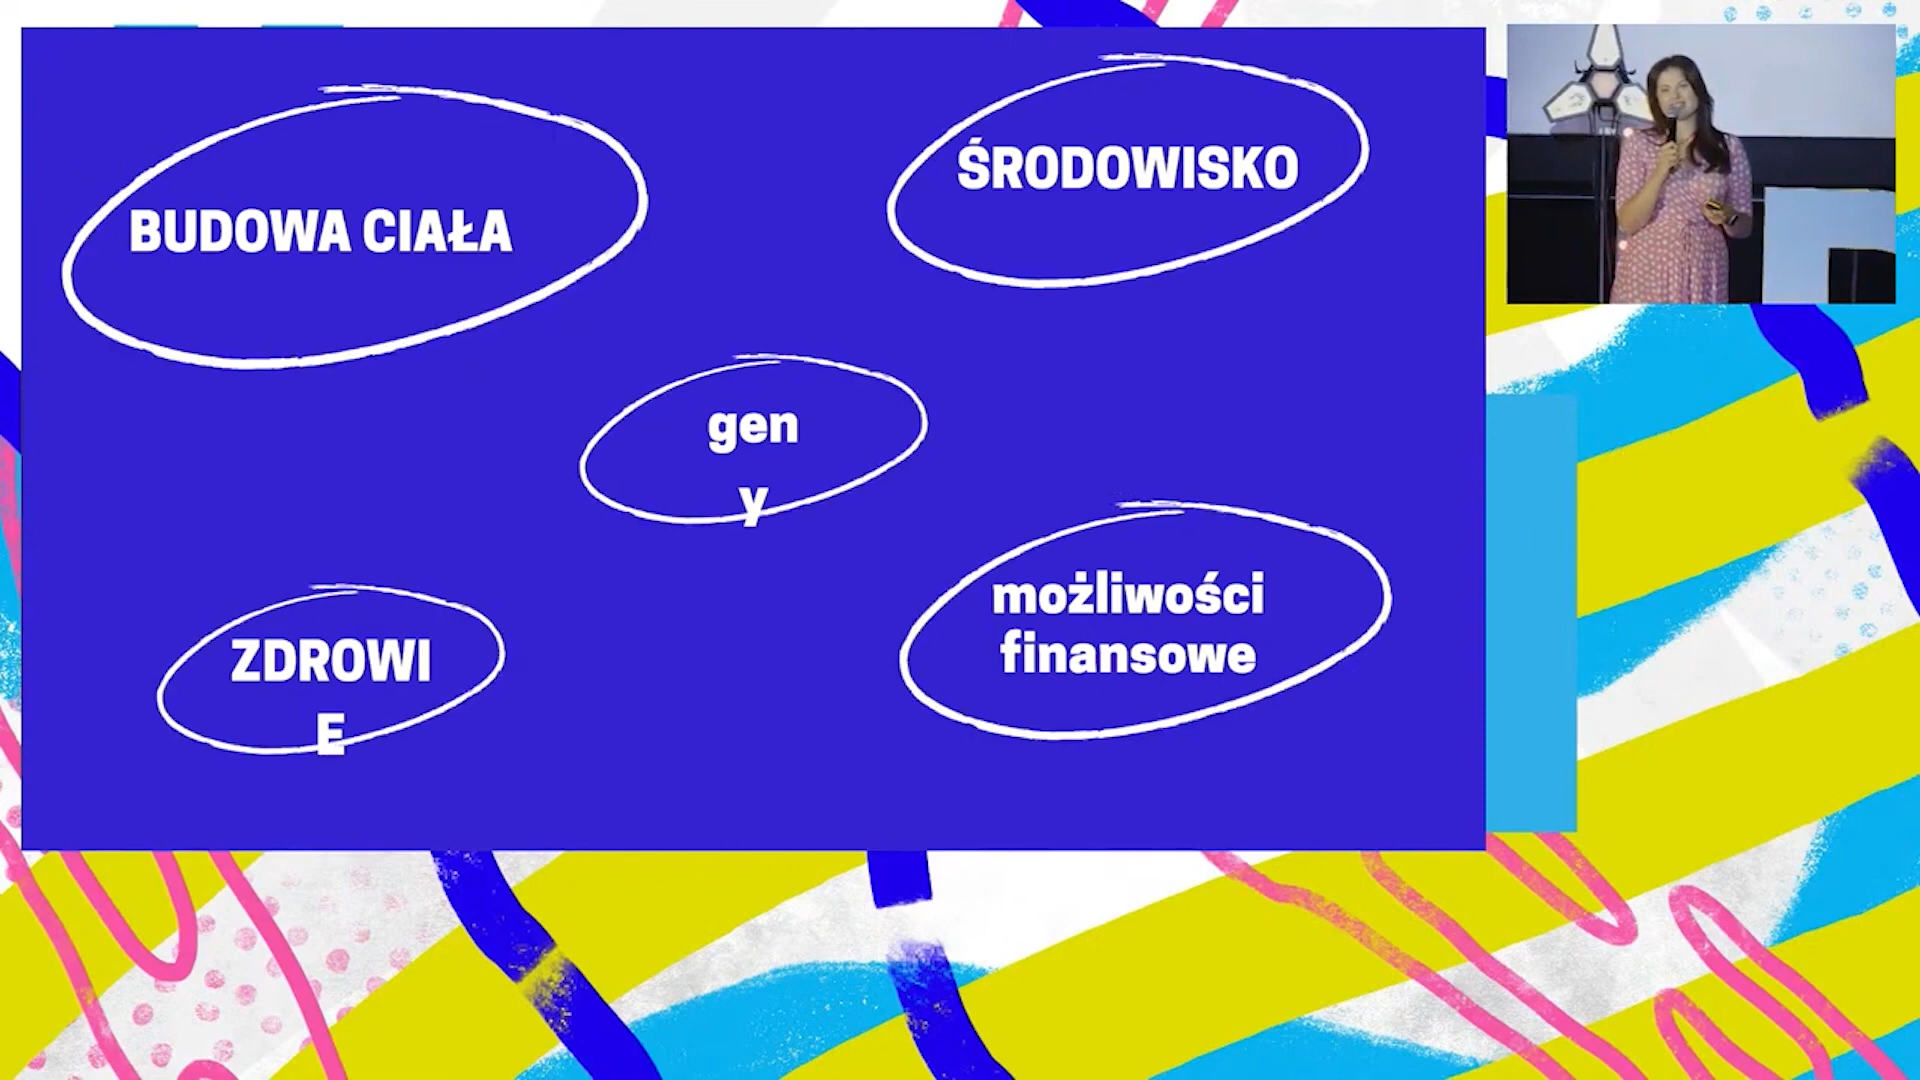 BUDOWA CIAŁA
ŚRODOWISKO
gen
y
możliwości
finansowe
ZDROWI
E